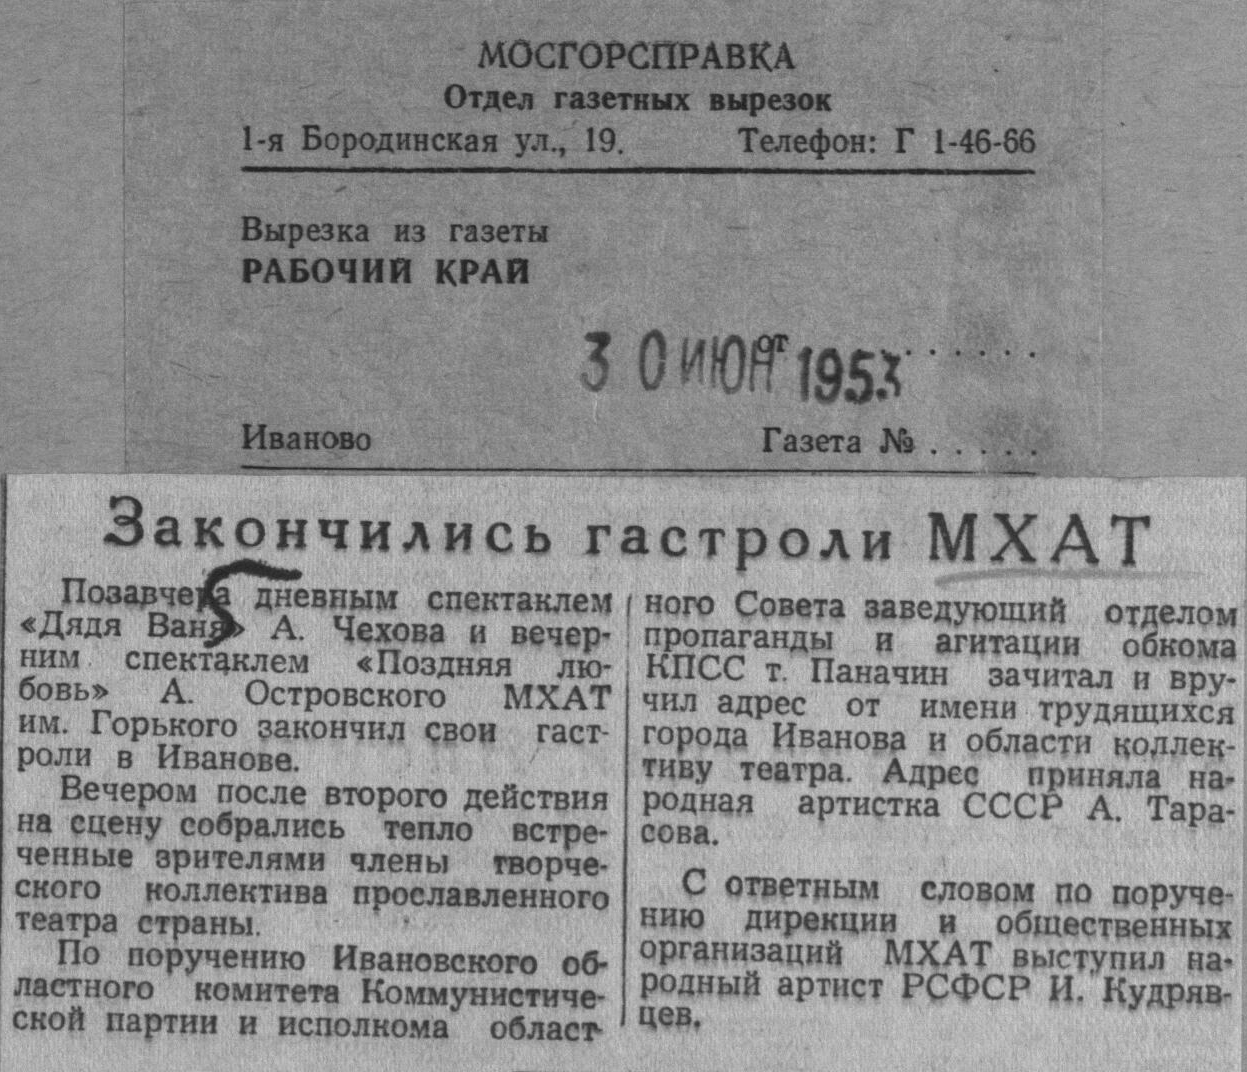 МОСГОРСПРАВКА
Отдел газетных вырезок
1-я Бородинская ул., 19. Телефон: Г 1-46-66
Вырезка из газеты
РАБОЧИЙ КРАЙ
от . . . . . .
30 ИЮН 1953
Иваново Газета № . . . . .
Закончились гастроли МХАТ
Позавчера дневным спектаклем
«Дядя Ваня» А. Чехова и вечер-
ним спектаклем «Поздняя лю-
бовь» А. Островского МХАТ
им. Горького закончил свои гаст-
роли в Иванове.
Вечером после второго действия
на сцену собрались тепло встре-
ченные зрителями члены творче-
ского коллектива прославленного
театра страны.
По поручению Ивановского об-
ластного комитета Коммунистиче-
ской партии и исполкома област-
ного Совета заведующий отделом
пропаганды и агитации обкома
КПСС т. Паначин зачитал и вру-
чил адрес от имени трудящихся
города Иванова и области коллек-
тиву театра. Адрес приняла на-
родная артистка СССР А. Тара-
сова.
С ответным словом по поруче-
нию дирекции и общественных
организаций МХАТ выступил на-
родный артист РСФСР И. Кудряв-
цев.